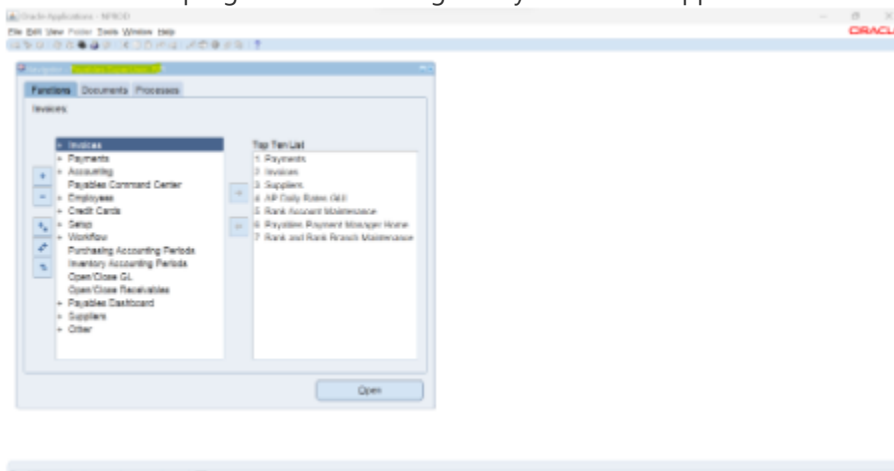 Oracle Applications - NPROD
File Edit View Folder Tools Window Help
ORACL
Functions Documents Processes
Invoices
+ Invoices
+ Payments
+ Accounting
Payables Command Center
+ Employees
+ Credit Cards
+ Setup
+ Workflow
Purchasing Accounting Periods
Inventory Accounting Periods
Open/Close GL
Open/Close Receivables
+ Payables Dashboard
+ Suppliers
+ Other
Top Ten List
1. Payments
2. Invoices
3. Suppliers
4. AP Daily Rates GUI
5. Bank Account Maintenance
6. Payables Payment Manager Home
7. Bank and Bank Branch Maintenance
Open